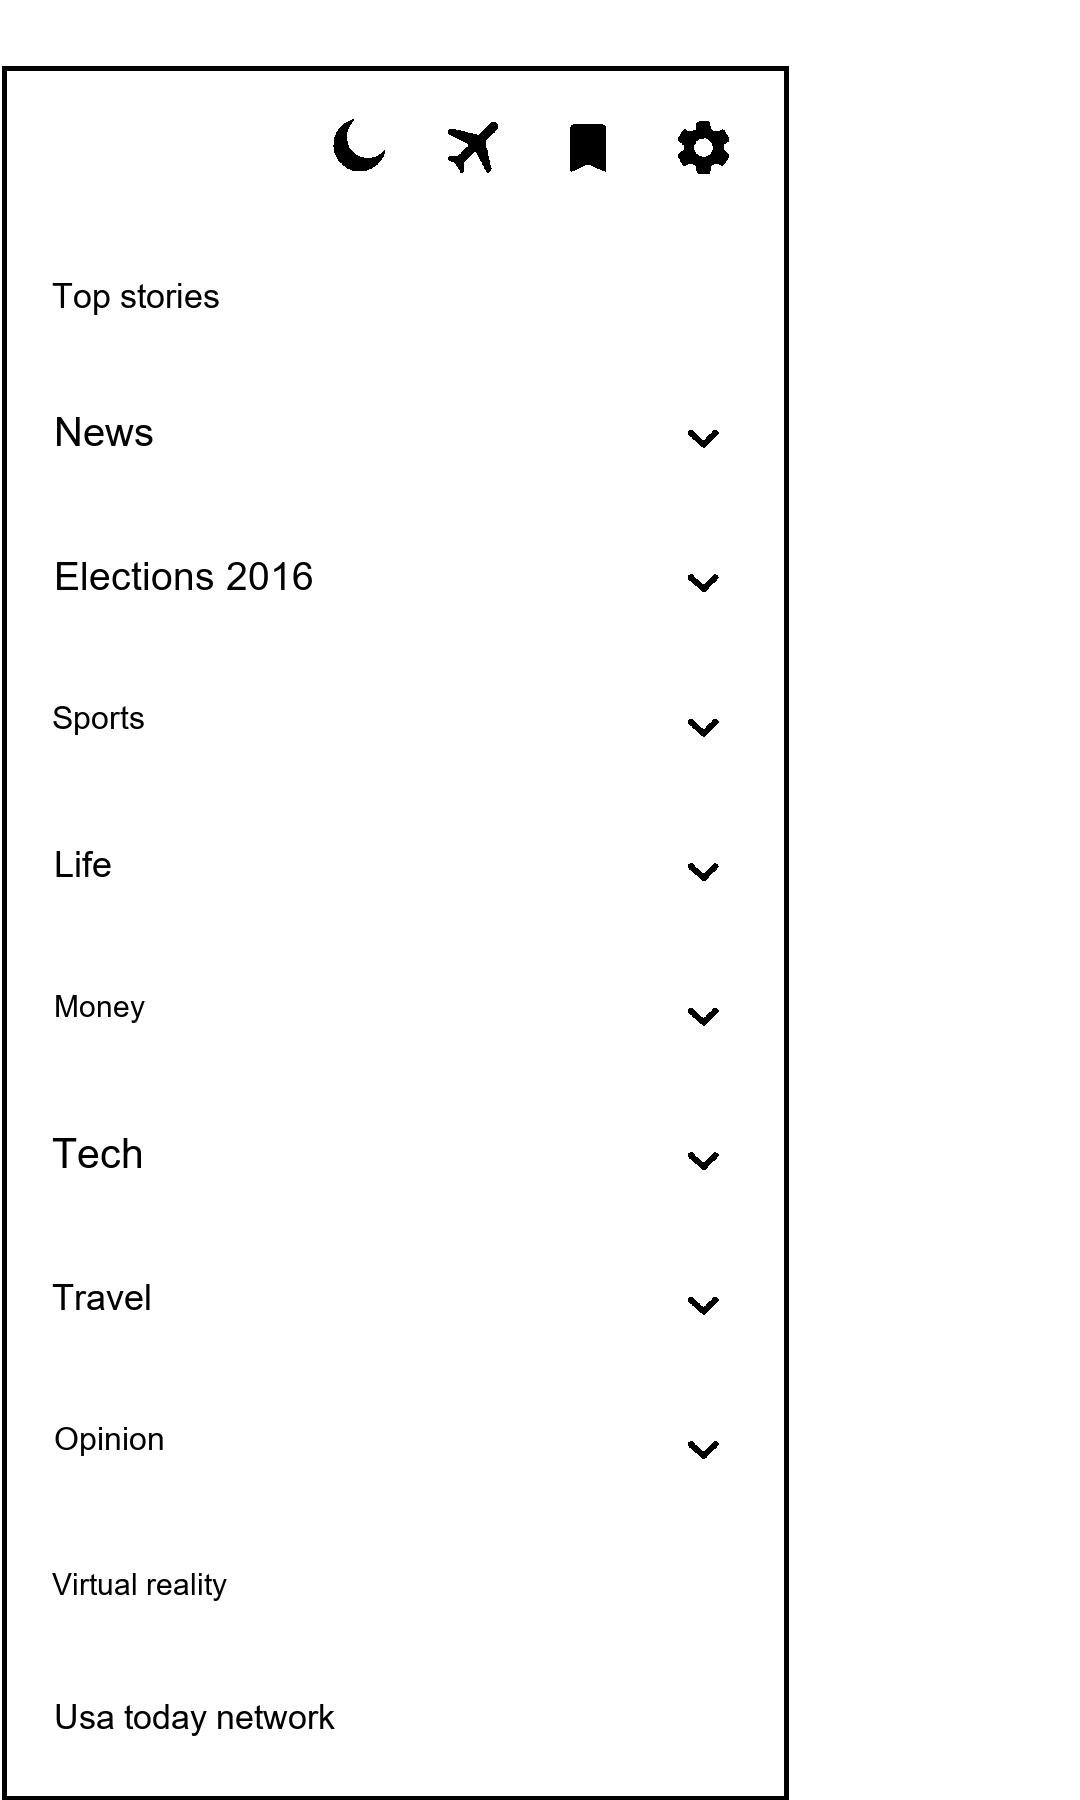 Top stories
News
Elections 2016
Sports
Life
Money
Tech
Travel
Opinion
Virtual reality
Usa today network